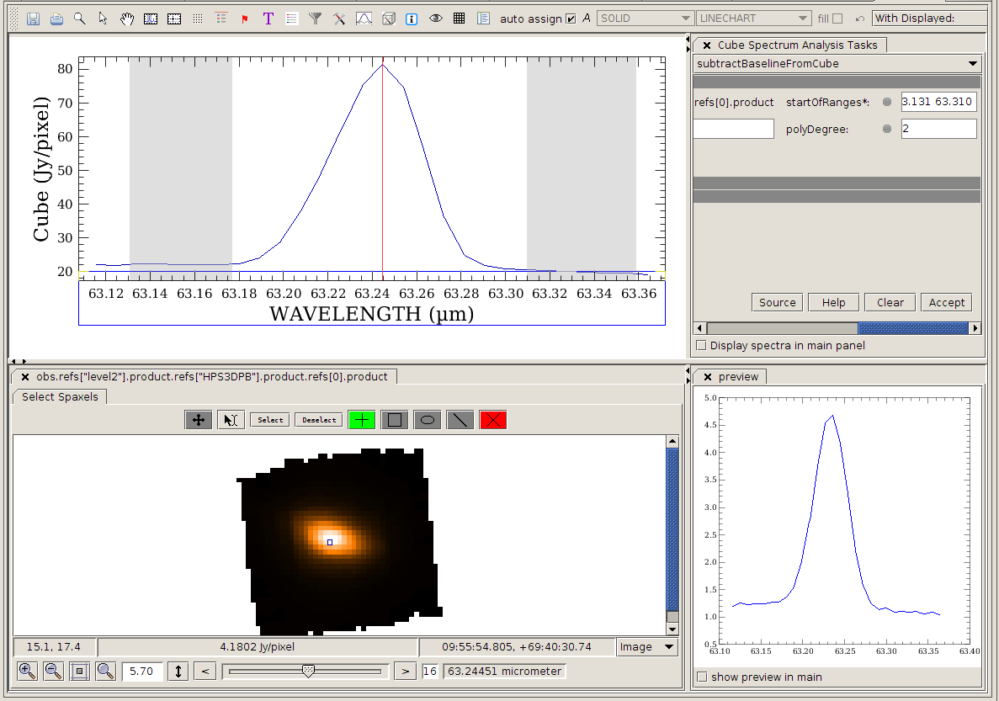 auto assign A SOLID LINECHART fill With Displayed:
Cube Spectrum Analysis Tasks
subtractBaselineFromCube
refs[0].product startOfRanges*: 3.131 63.310
polyDegree: 2
Source Help Clear Accept
Display spectra in main panel
Cube (Jy/pixel)
80
70
60
50
40
30
20
63.12 63.14 63.16 63.18 63.20 63.22 63.24 63.26 63.28 63.30 63.32 63.34 63.36
WAVELENGTH (µm)
obs.refs["level2"].product.refs["HPS3DPB"].product.refs[0].product
Select Spaxels
Select Deselect
15.1, 17.4 4.1802 Jy/pixel 09:55:54.805, +69:40:30.74 Image
5.70 < > 16 63.24451 micrometer
preview
5.0
4.5
4.0
3.5
3.0
2.5
2.0
1.5
1.0
0.5
63.10 63.15 63.20 63.25 63.30 63.35 63.40
show preview in main